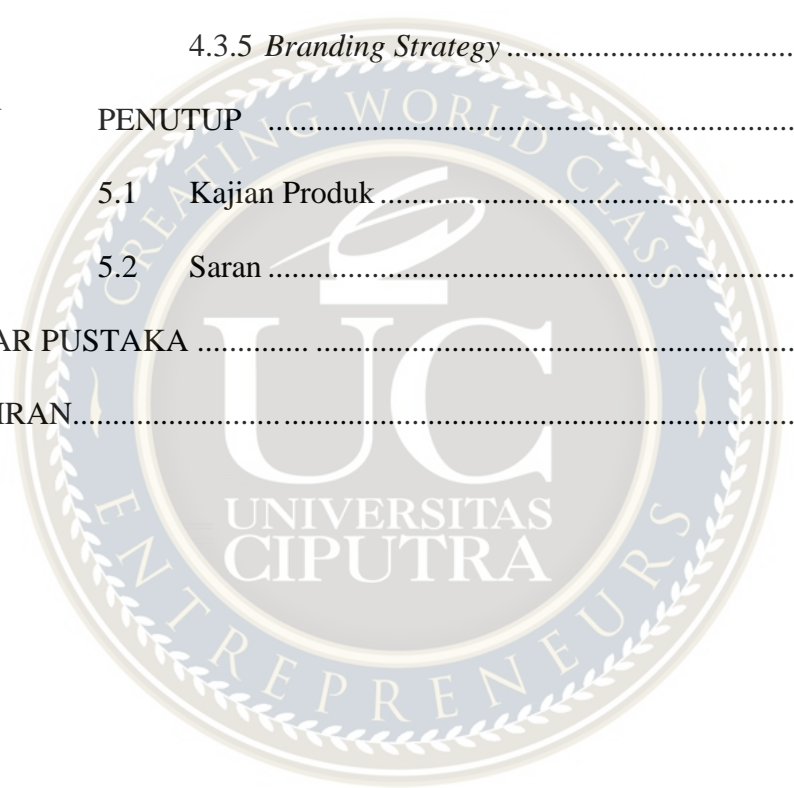 4.3.5 Branding Strategy ....................................
PENUTUP ...................................................................
5.1 Kajian Produk ....................................................
5.2 Saran ..................................................................
AR PUSTAKA ............. ............................................................
IRAN..........................................................................................
CREATING WORLD CLASS
UC
UNIVERSITAS
CIPUTRA
ENTREPRENEURS